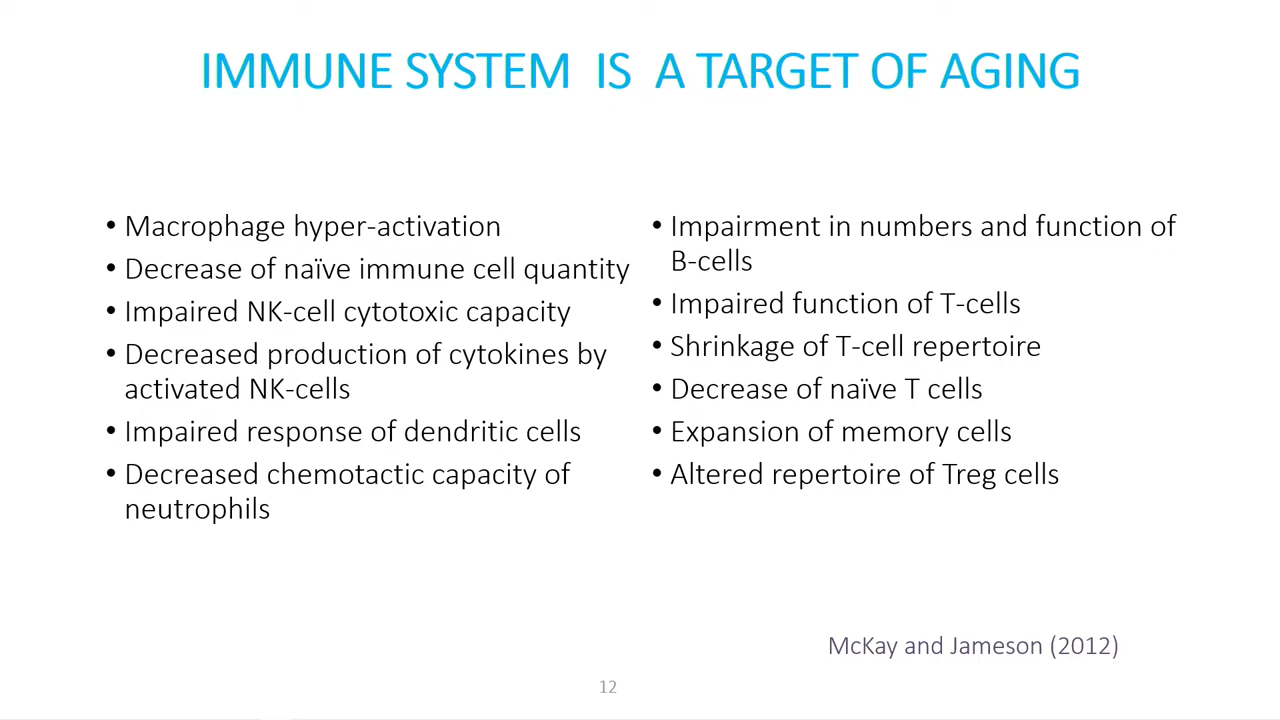 IMMUNE SYSTEM IS A TARGET OF AGING
• Macrophage hyper-activation
• Decrease of naïve immune cell quantity
• Impaired NK-cell cytotoxic capacity
• Decreased production of cytokines by
activated NK-cells
• Impaired response of dendritic cells
• Decreased chemotactic capacity of
neutrophils
• Impairment in numbers and function of
B-cells
• Impaired function of T-cells
• Shrinkage of T-cell repertoire
• Decrease of naïve T cells
• Expansion of memory cells
• Altered repertoire of Treg cells
McKay and Jameson (2012)
12